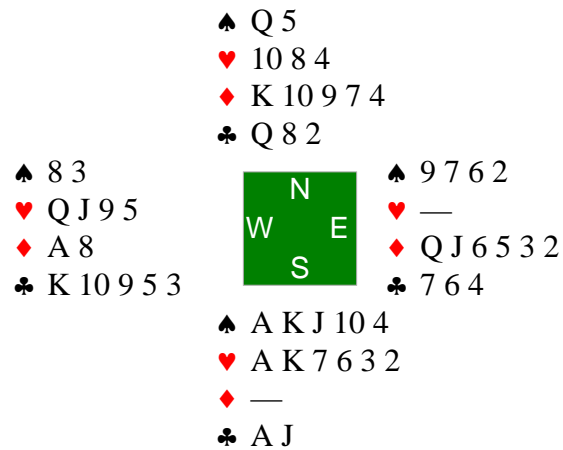 ♠ Q 5
♥ 10 8 4
♦ K 10 9 7 4
♣ Q 8 2
♠ 8 3
♥ Q J 9 5
♦ A 8
♣ K 10 9 5 3
N
W E
S
♠ 9 7 6 2
♥ —
♦ Q J 6 5 3 2
♣ 7 6 4
♠ A K J 10 4
♥ A K 7 6 3 2
♦ —
♣ A J